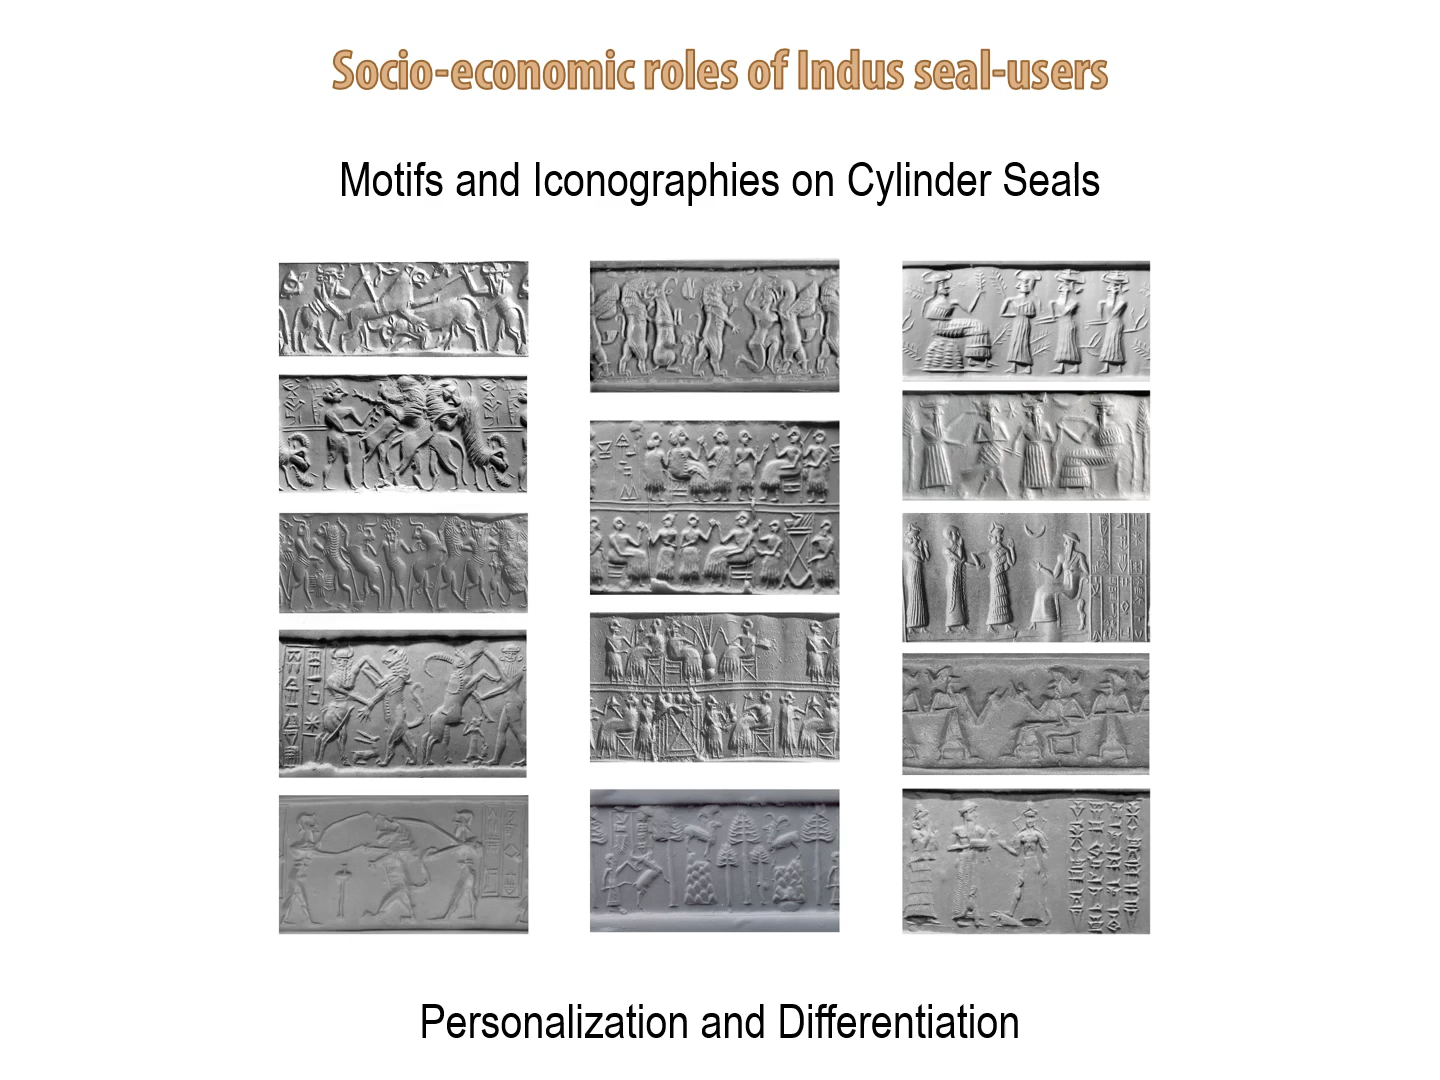 Socio-economic roles of Indus seal-users
Motifs and Iconographies on Cylinder Seals
Personalization and Differentiation